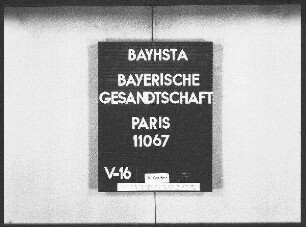 BAYHSTA
BAYERISCHE
GESANDTSCHAFT
PARIS
11067
V-16